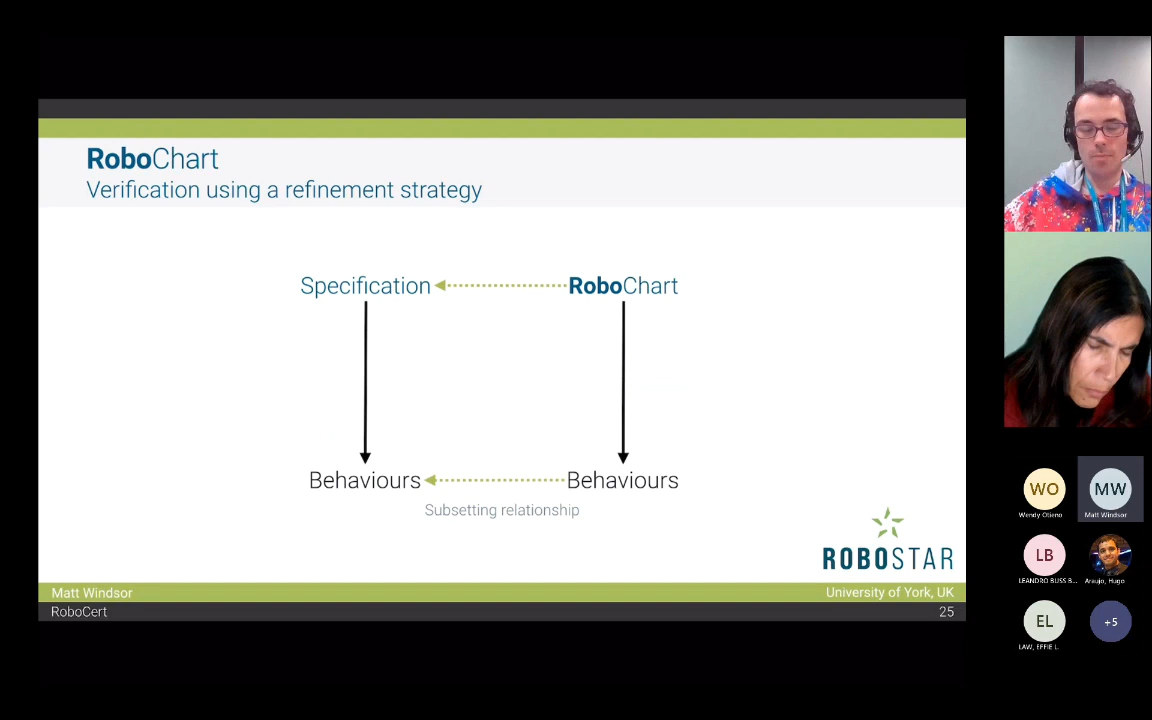 RoboChart
Verification using a refinement strategy
Specification
RoboChart
Behaviours
Behaviours
Subsetting relationship
ROBOSTAR
Matt Windsor
University of York, UK
RoboCert
25
WO
Wendy Otieno
MW
Matt Windsor
LB
LEANDRO BUSS B...
Araujo, Hugo
EL
LAW, EFFIE L.
+5